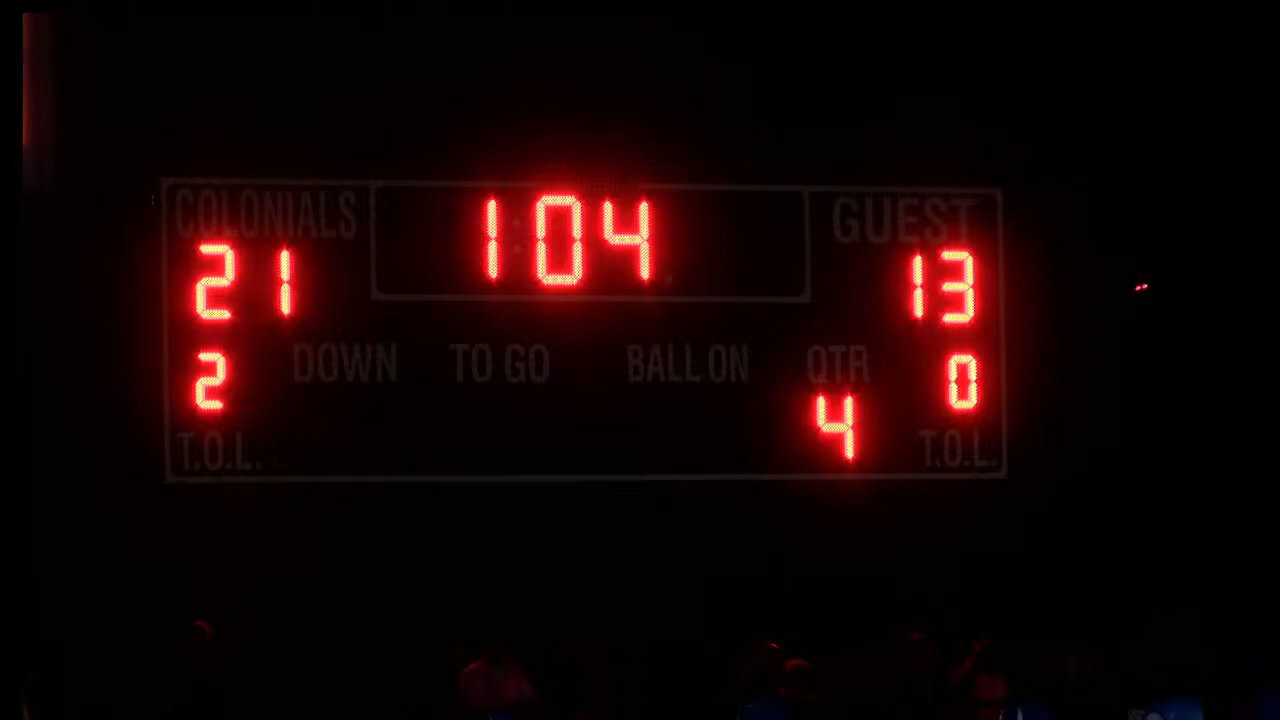 COLONIALS 104 GUEST
21 13
DOWN TO GO BALL ON QTR
2 0
4
T.O.L. T.O.L.